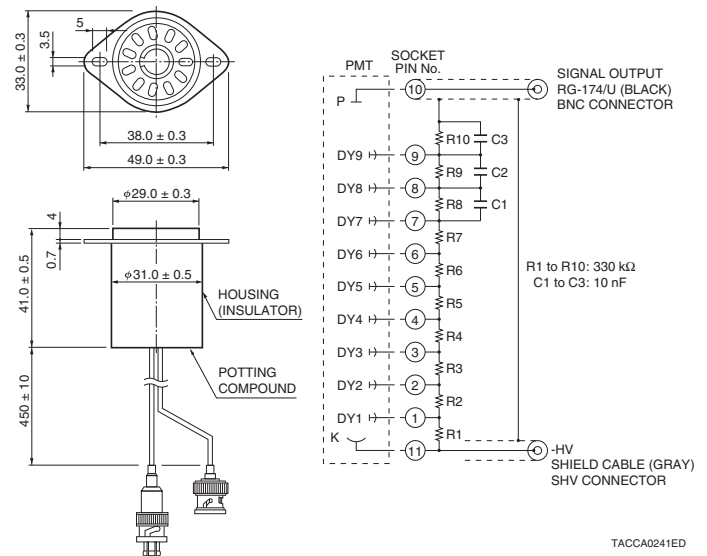 5
3.5
33.0 ± 0.3
38.0 ± 0.3
49.0 ± 0.3
φ29.0 ± 0.3
4
0.7
41.0 ± 0.5
φ31.0 ± 0.5
HOUSING
(INSULATOR)
POTTING
COMPOUND
450 ± 10
PMT
SOCKET
PIN No.
P
10
SIGNAL OUTPUT
RG-174/U (BLACK)
BNC CONNECTOR
R10
C3
DY9
9
R9
C2
DY8
8
R8
C1
DY7
7
R7
DY6
6
R6
DY5
5
R5
DY4
4
R4
DY3
3
R3
DY2
2
R2
DY1
1
R1
K
11
R1 to R10: 330 kΩ
C1 to C3: 10 nF
-HV
SHIELD CABLE (GRAY)
SHV CONNECTOR
TACCA0241ED